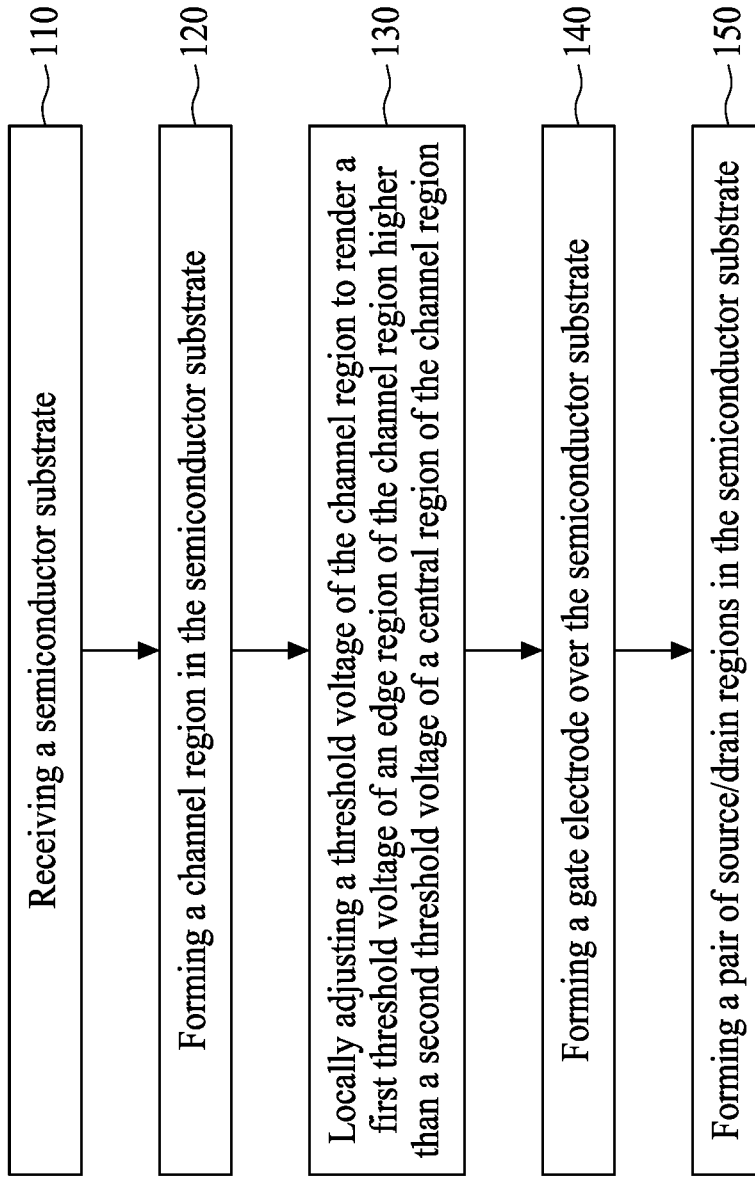 Receiving a semiconductor substrate
110
Forming a channel region in the semiconductor substrate
120
Locally adjusting a threshold voltage of the channel region to render a
first threshold voltage of an edge region of the channel region higher
than a second threshold voltage of a central region of the channel region
130
Forming a gate electrode over the semiconductor substrate
140
Forming a pair of source/drain regions in the semiconductor substrate
150